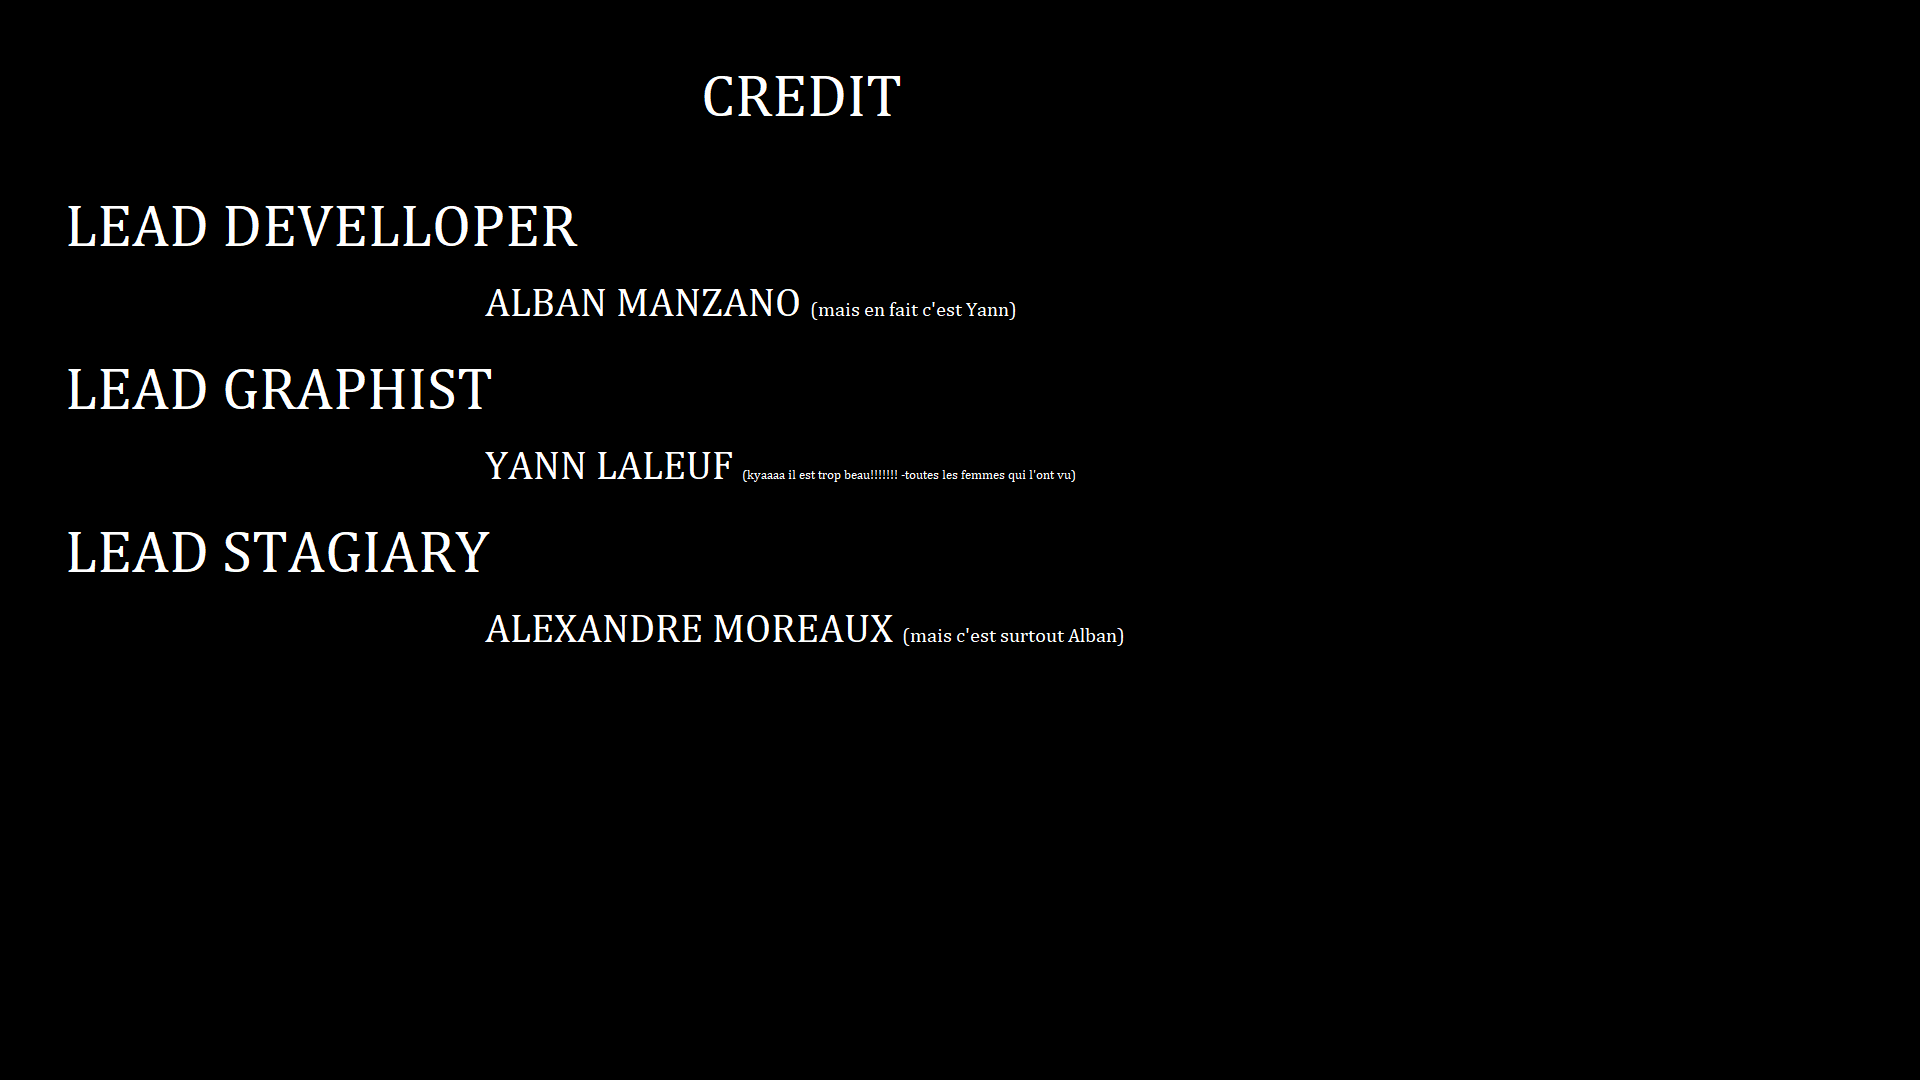 CREDIT
LEAD DEVELLOPER
ALBAN MANZANO (mais en fait c'est Yann)
LEAD GRAPHIST
YANN LALEUF (kyaaaa il est trop beau!!!!!!! -toutes les femmes qui l'ont vu)
LEAD STAGIARY
ALEXANDRE MOREAUX (mais c'est surtout Alban)